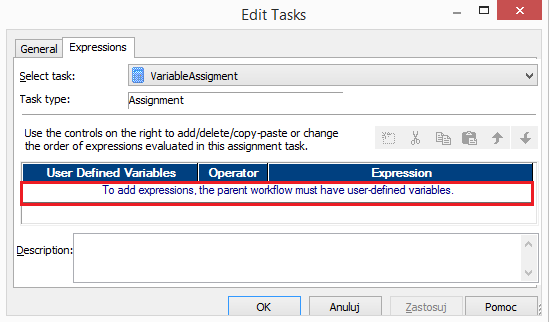 Edit Tasks
General Expressions
Select task: VariableAssigment
Task type: Assignment
Use the controls on the right to add/delete/copy-paste or change
the order of expressions evaluated in this assignment task.
User Defined Variables Operator Expression
To add expressions, the parent workflow must have user-defined variables.
Description:
OK Anuluj Zastosuj Pomoc